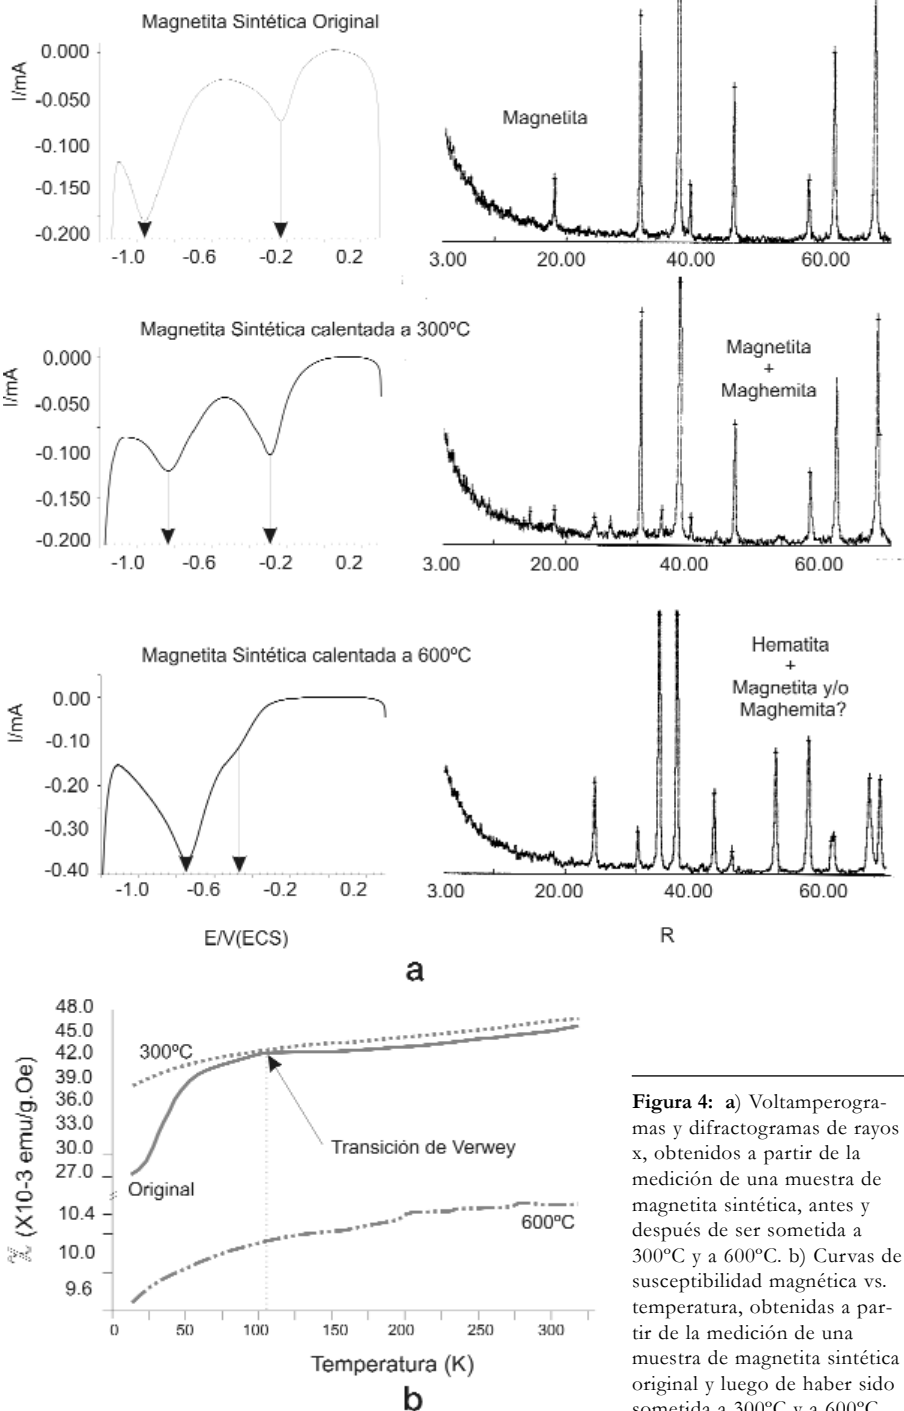 Magnetita Sintética Original
I/mA
0.000
-0.050
-0.100
-0.150
-0.200
-1.0 -0.6 -0.2 0.2
Magnetita
3.00 20.00 40.00 60.00
Magnetita Sintética calentada a 300ºC
I/mA
0.000
-0.050
-0.100
-0.150
-0.200
-1.0 -0.6 -0.2 0.2
Magnetita
+
Maghemita
3.00 20.00 40.00 60.00
Magnetita Sintética calentada a 600ºC
I/mA
0.00
-0.10
-0.20
-0.30
-0.40
-1.0 -0.6 -0.2 0.2
E/V(ECS)
Hematita
+
Magnetita y/o
Maghemita?
3.00 20.00 40.00 60.00
R
a
48.0
45.0
42.0
39.0
36.0
33.0
30.0
27.0
10.4
10.0
9.6
(X10-3 emu/g.Oe)
300ºC
Transición de Verwey
Original
600ºC
0 50 100 150 200 250 300
Temperatura (K)
b
Figura 4: a) Voltamperogra-
mas y difractogramas de rayos
x, obtenidos a partir de la
medición de una muestra de
magnetita sintética, antes y
después de ser sometida a
300ºC y a 600ºC. b) Curvas de
susceptibilidad magnética vs.
temperatura, obtenidas a par-
tir de la medición de una
muestra de magnetita sintética
original y luego de haber sido
sometida a 300ºC y a 600ºC